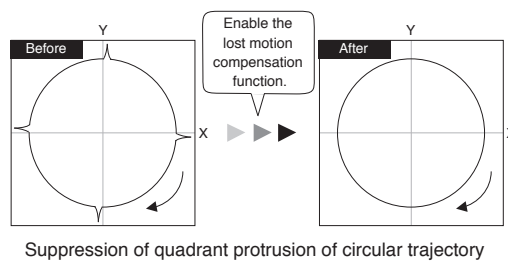 Y
Before
X
Enable the
lost motion
compensation
function.
Y
After
Suppression of quadrant protrusion of circular trajectory